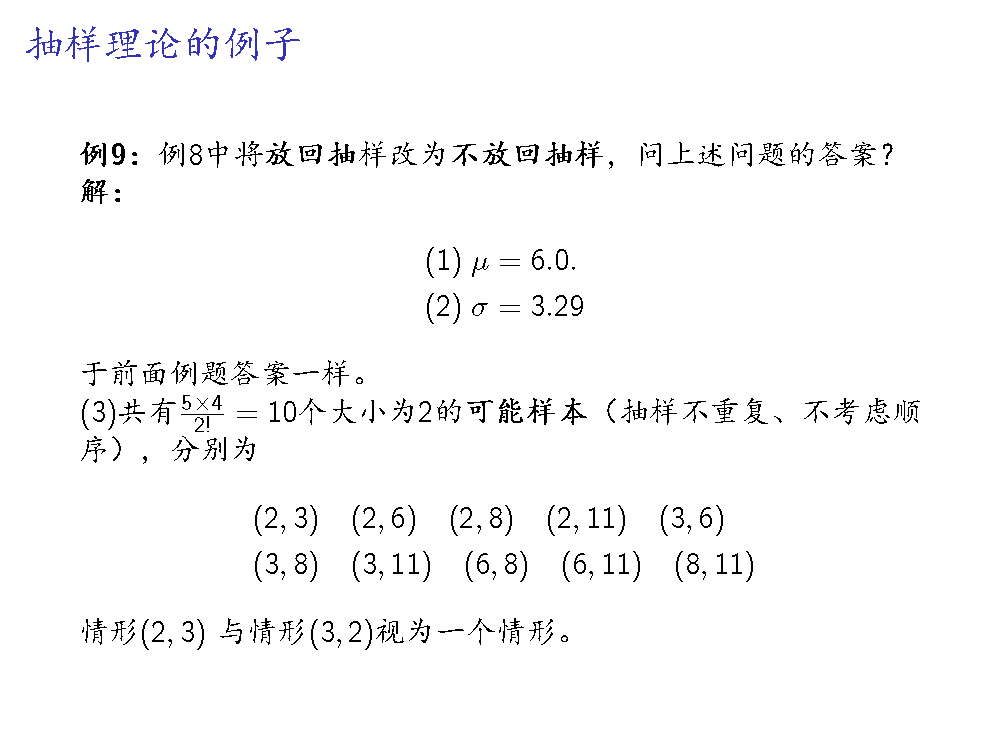 抽样理论的例子
例9：例8中将放回抽样改为不放回抽样，问上述问题的答案？
解：
(1) μ = 6.0.
(2) σ = 3.29
于前面例题答案一样。
(3)共有 5×4/2! = 10个大小为2的可能样本（抽样不重复、不考虑顺
序），分别为
(2, 3) (2, 6) (2, 8) (2, 11) (3, 6)
(3, 8) (3, 11) (6, 8) (6, 11) (8, 11)
情形(2, 3) 与情形(3, 2)视为一个情形。